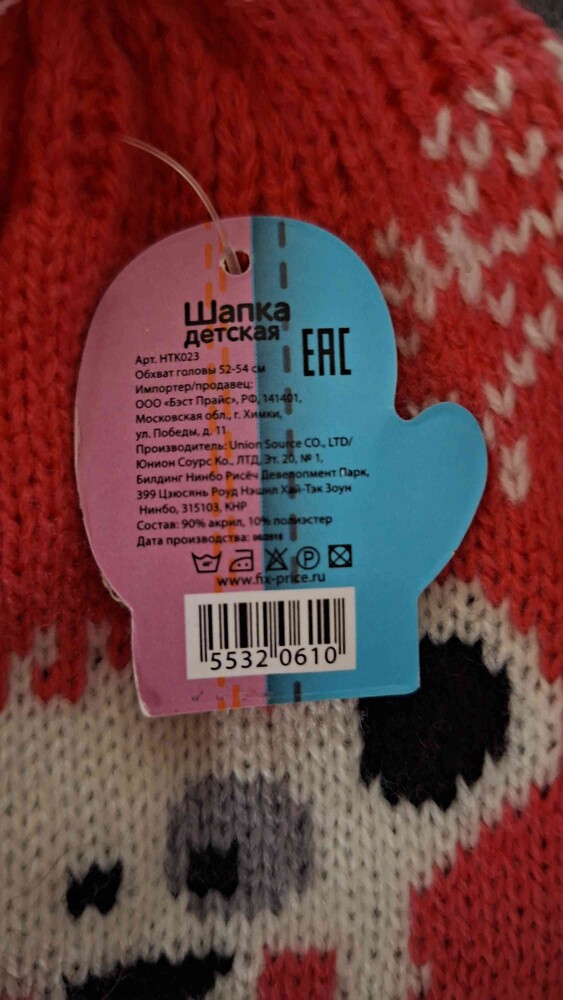 Шапка
детская
EAC
Арт. НТК023
Обхват головы 52-54 см
Импортер/продавец:
ООО «Бэст Прайс», РФ, 141401,
Московская обл., г. Химки,
ул. Победы, д. 11
Производитель: Union Source CO., LTD/
Юнион Соурс Ко., ЛТД, Эт. 20, № 1,
Билдинг Нинбо Рисёч Девелопмент Парк,
399 Цзюсянь Роуд Нэшнл Хай-Тэк Зоун
Нинбо, 315103, КНР
Состав: 90% акрил, 10% полиэстер
Дата производства: 06/2018
P
www.fix-price.ru
5532 0610